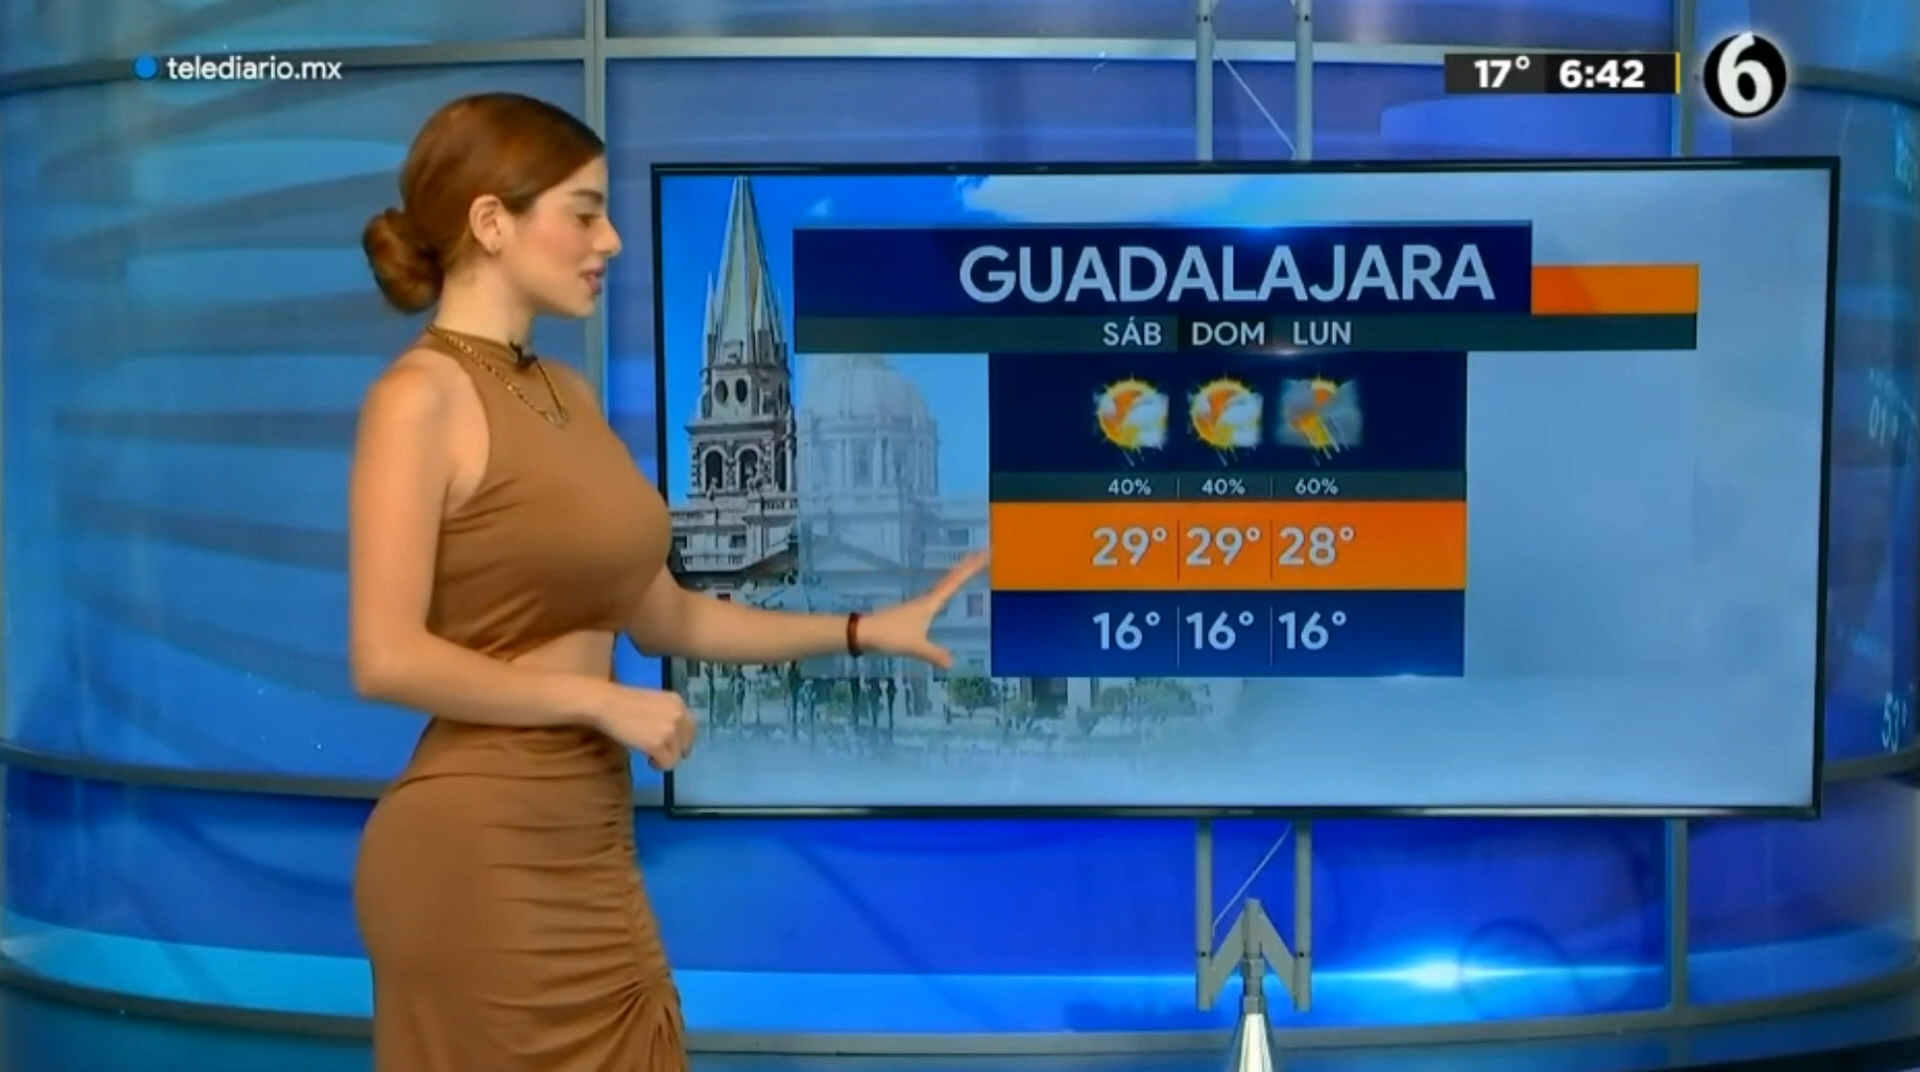 telediario.mx
17° 6:42
6
GUADALAJARA
SÁB DOM LUN
40% 40% 60%
29° 29° 28°
16° 16° 16°
53°